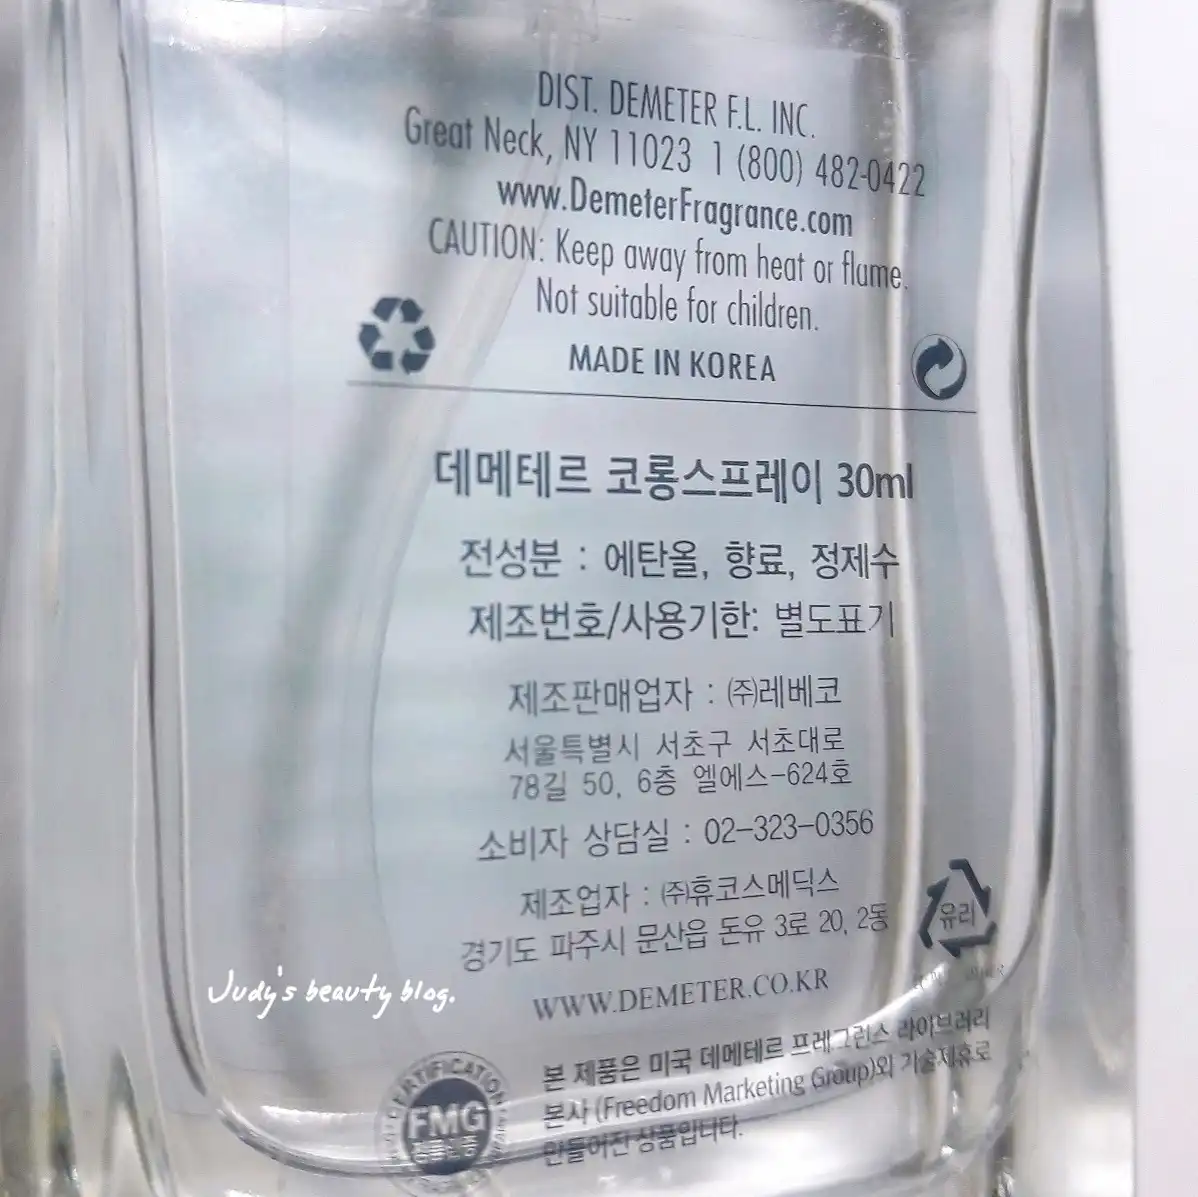 DIST. DEMETER F.L. INC.
Great Neck, NY 11023 1 (800) 482-0422
www.DemeterFragrance.com
CAUTION: Keep away from heat or flame.
Not suitable for children.
MADE IN KOREA
데메테르 코롱스프레이 30ml
전성분 : 에탄올, 향료, 정제수
제조번호/사용기한: 별도표기
제조판매업자 : ㈜레베코
서울특별시 서초구 서초대로
78길 50, 6층 엘에스-624호
소비자 상담실 : 02-323-0356
제조업자 : ㈜휴코스메딕스
경기도 파주시 문산읍 돈유 3로 20, 2동
유리
WWW.DEMETER.CO.KR
Judy's beauty blog.
본 제품은 미국 데메테르 프레그런스 라이브러리
본사 (Freedom Marketing Group)의 기술제휴로
만들어진 상품입니다.
CERTIFICATION
FMG
정품인증